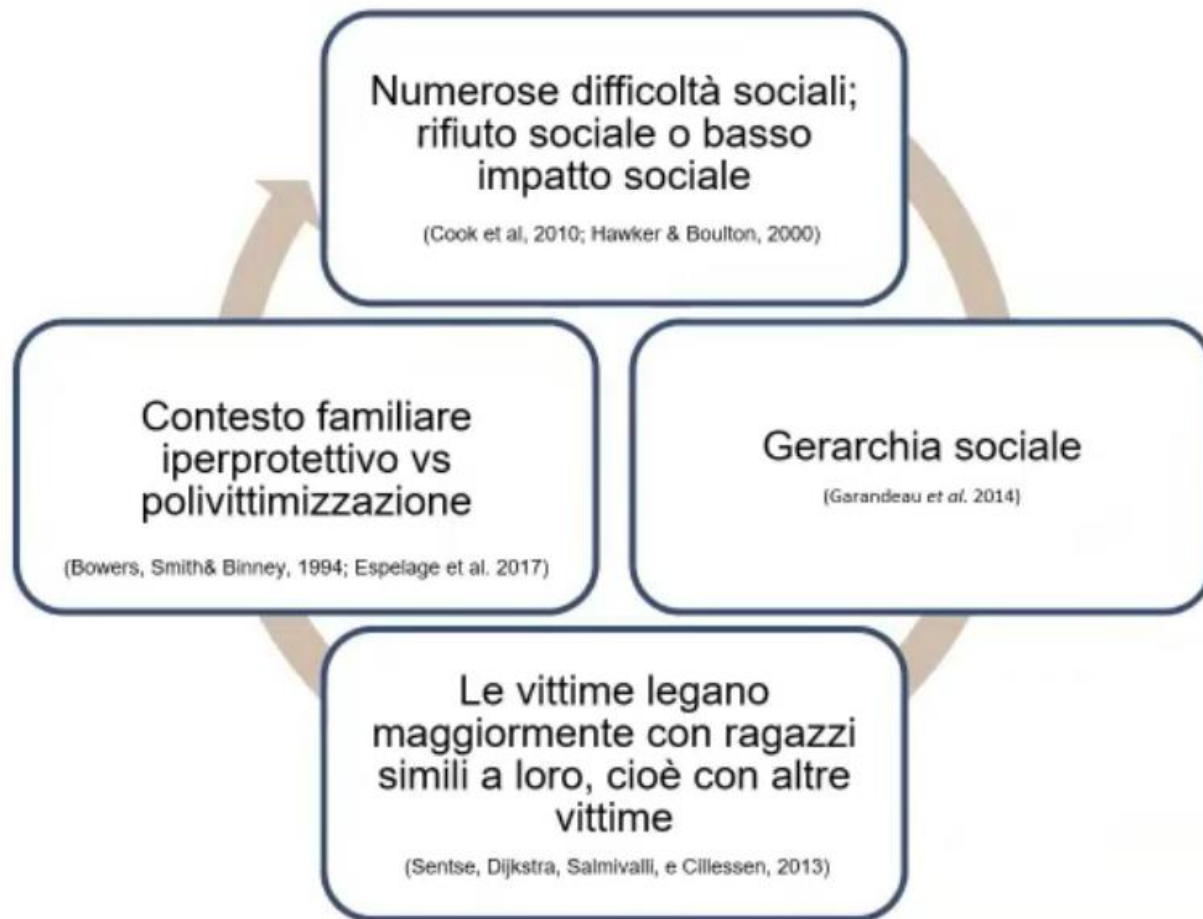 Numerose difficoltà sociali;
rifiuto sociale o basso
impatto sociale
(Cook et al, 2010; Hawker & Boulton, 2000)
Contesto familiare
iperprotettivo vs
polivittimizzazione
(Bowers, Smith& Binney, 1994; Espelage et al. 2017)
Gerarchia sociale
(Garandeau et al. 2014)
Le vittime legano
maggiormente con ragazzi
simili a loro, cioè con altre
vittime
(Sentse, Dijkstra, Salmivalli, e Cillessen, 2013)